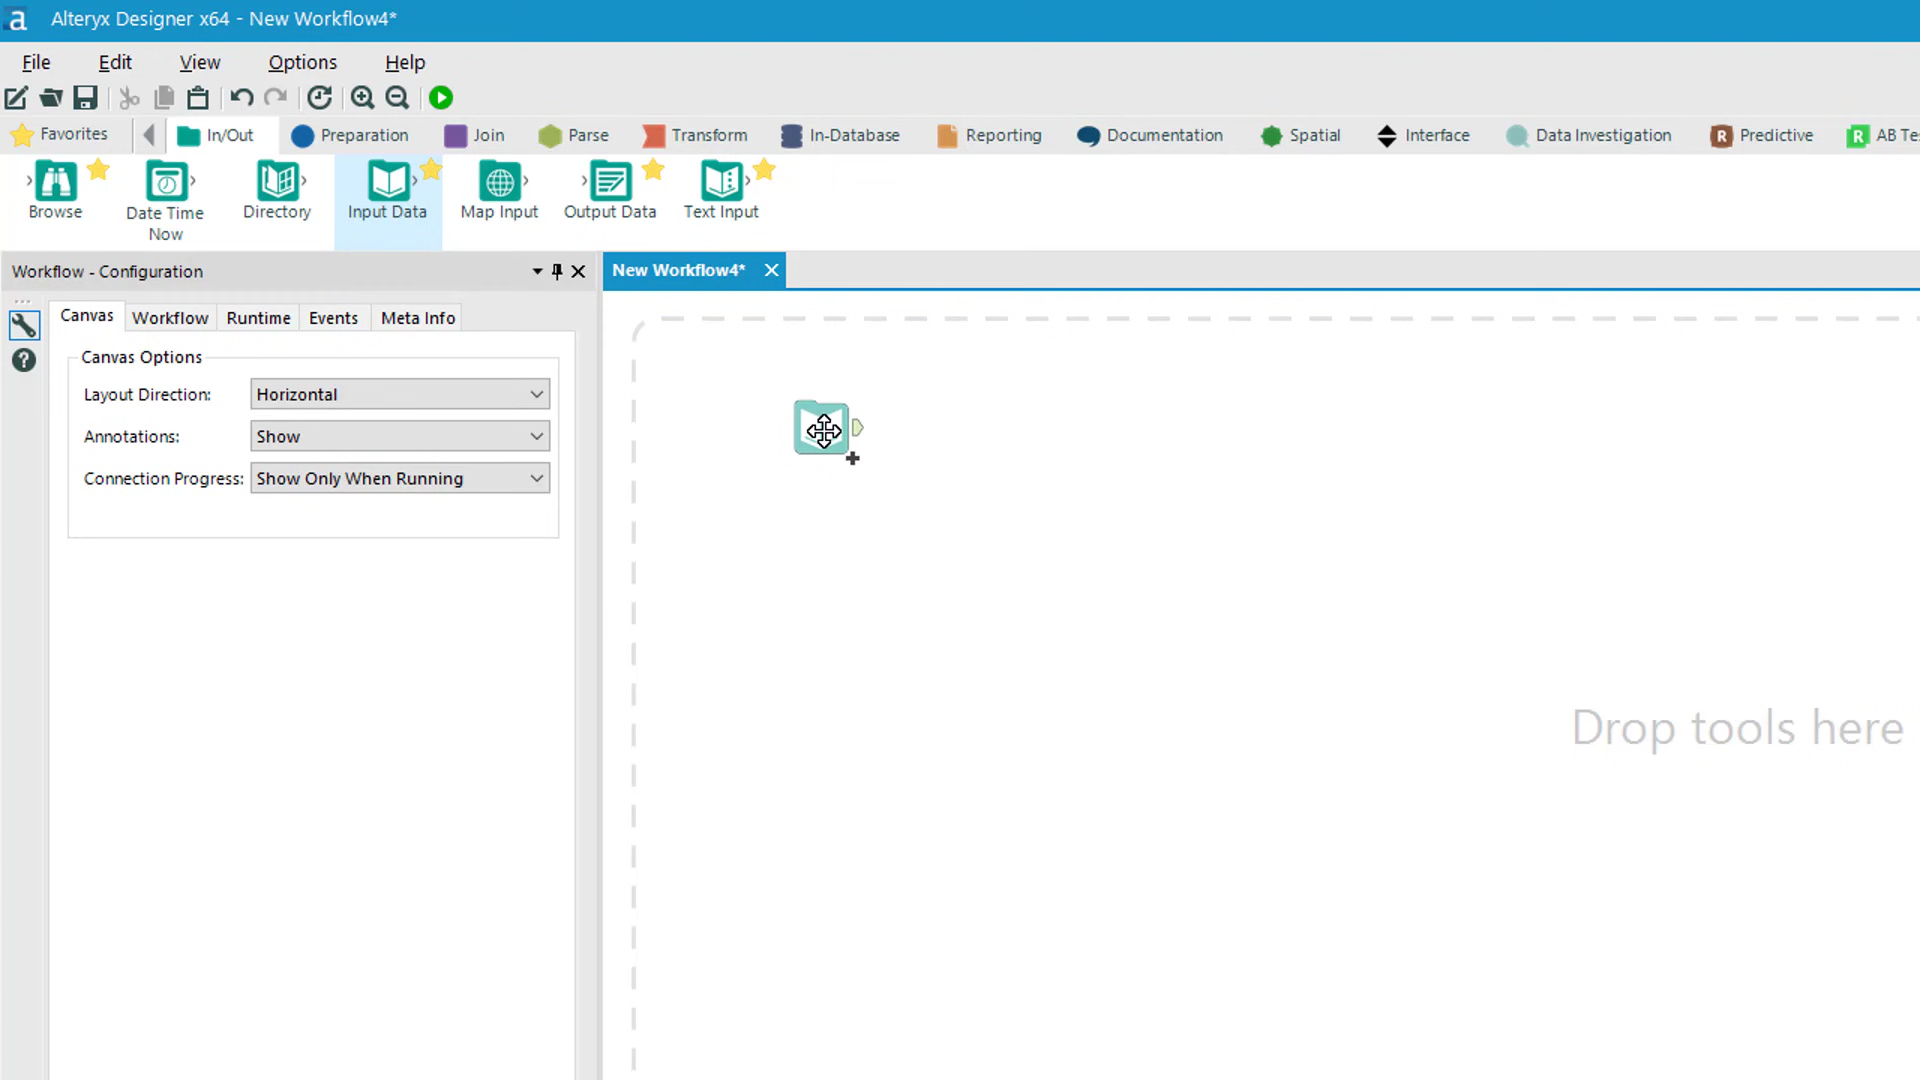 a Alteryx Designer x64 - New Workflow4*
File Edit View Options Help
Favorites In/Out Preparation Join Parse Transform In-Database Reporting Documentation Spatial Interface Data Investigation R Predictive R AB Te
Browse Date Time Now Directory Input Data Map Input Output Data Text Input
Workflow - Configuration New Workflow4*
Canvas Workflow Runtime Events Meta Info
Canvas Options
Layout Direction: Horizontal
Annotations: Show
Connection Progress: Show Only When Running
Drop tools here